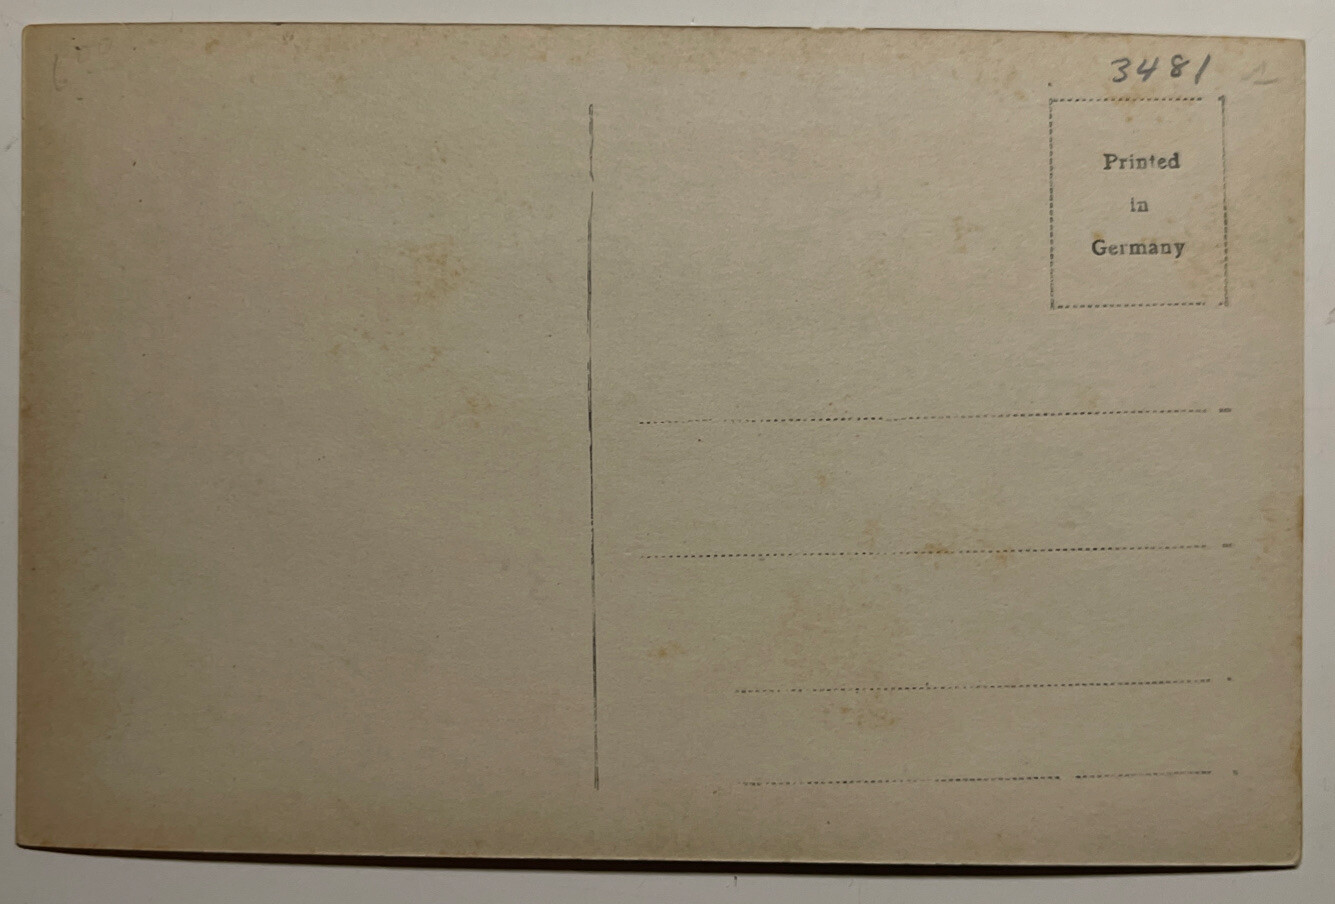 3481
Printed
in
Germany